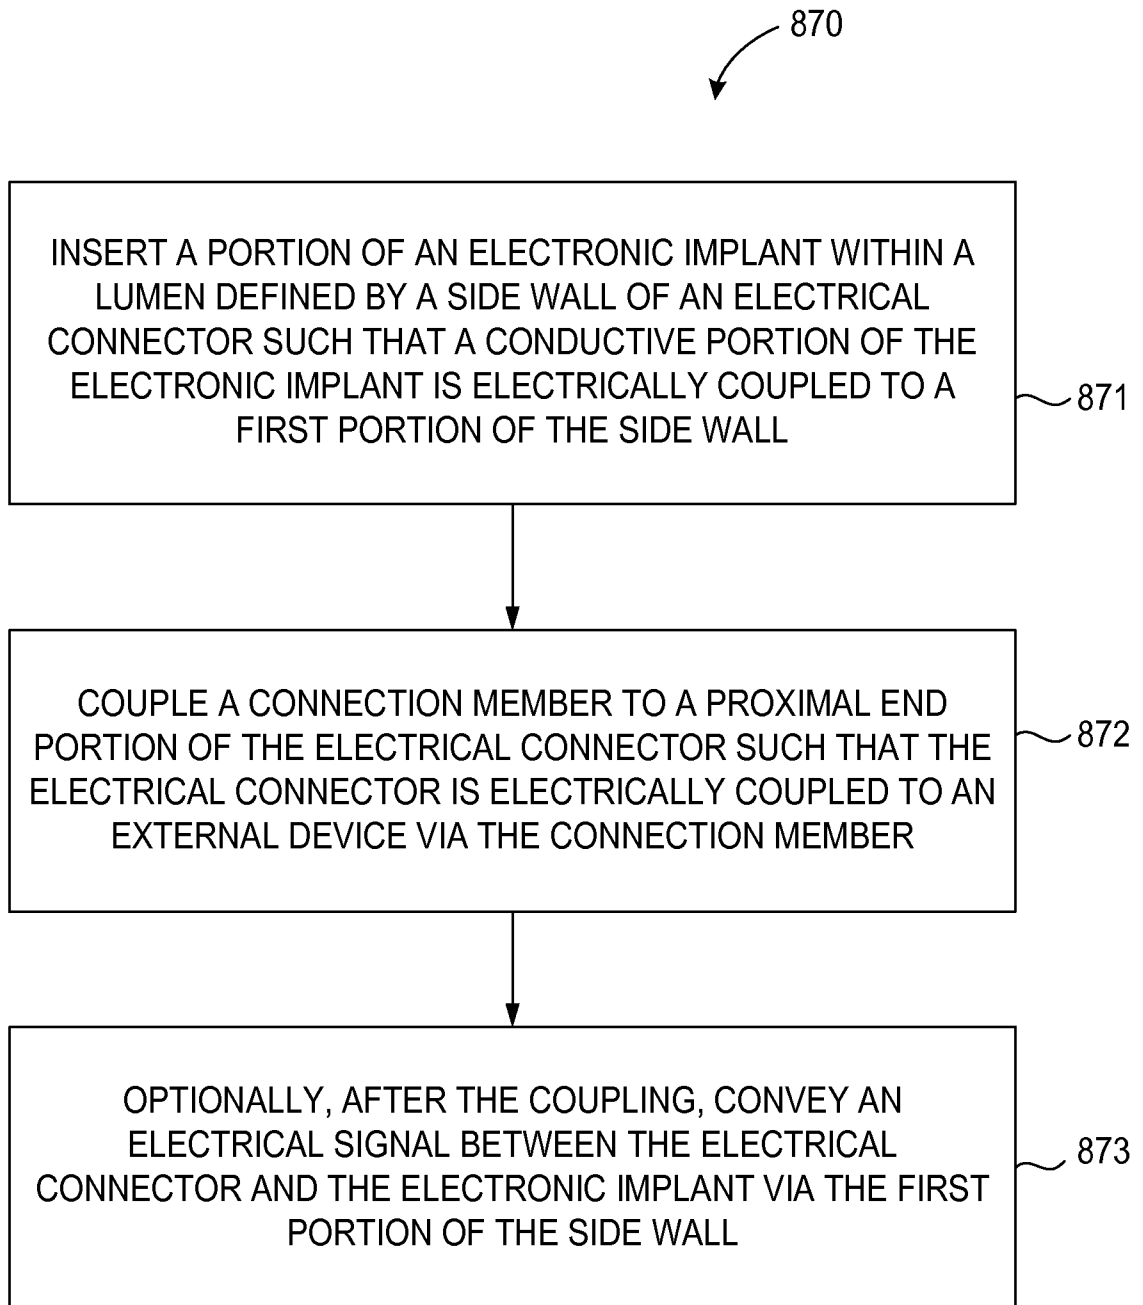 870
INSERT A PORTION OF AN ELECTRONIC IMPLANT WITHIN A
LUMEN DEFINED BY A SIDE WALL OF AN ELECTRICAL
CONNECTOR SUCH THAT A CONDUCTIVE PORTION OF THE
ELECTRONIC IMPLANT IS ELECTRICALLY COUPLED TO A
FIRST PORTION OF THE SIDE WALL
871
COUPLE A CONNECTION MEMBER TO A PROXIMAL END
PORTION OF THE ELECTRICAL CONNECTOR SUCH THAT THE
ELECTRICAL CONNECTOR IS ELECTRICALLY COUPLED TO AN
EXTERNAL DEVICE VIA THE CONNECTION MEMBER
872
OPTIONALLY, AFTER THE COUPLING, CONVEY AN
ELECTRICAL SIGNAL BETWEEN THE ELECTRICAL
CONNECTOR AND THE ELECTRONIC IMPLANT VIA THE FIRST
PORTION OF THE SIDE WALL
873